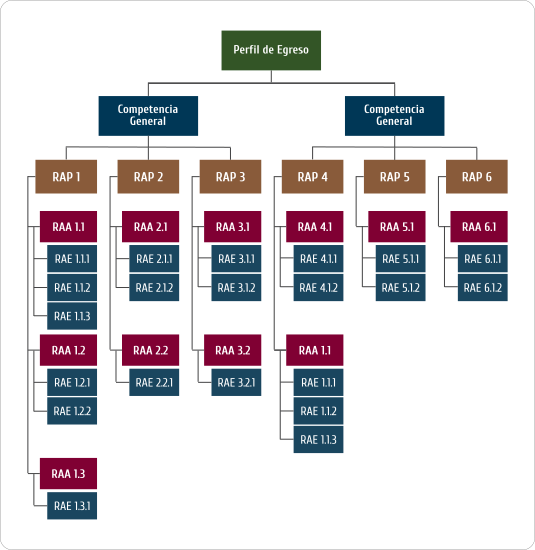 Perfil de Egreso
Competencia
General
Competencia
General
RAP 1
RAP 2
RAP 3
RAP 4
RAP 5
RAP 6
RAA 1.1
RAA 2.1
RAA 3.1
RAA 4.1
RAA 5.1
RAA 6.1
RAE 1.1.1
RAE 2.1.1
RAE 3.1.1
RAE 4.1.1
RAE 5.1.1
RAE 6.1.1
RAE 1.1.2
RAE 2.1.2
RAE 3.1.2
RAE 4.1.2
RAE 5.1.2
RAE 6.1.2
RAE 1.1.3
RAA 1.2
RAA 2.2
RAA 3.2
RAA 1.1
RAE 1.2.1
RAE 2.2.1
RAE 3.2.1
RAE 1.1.1
RAE 1.2.2
RAE 1.1.2
RAE 1.1.3
RAA 1.3
RAE 1.3.1